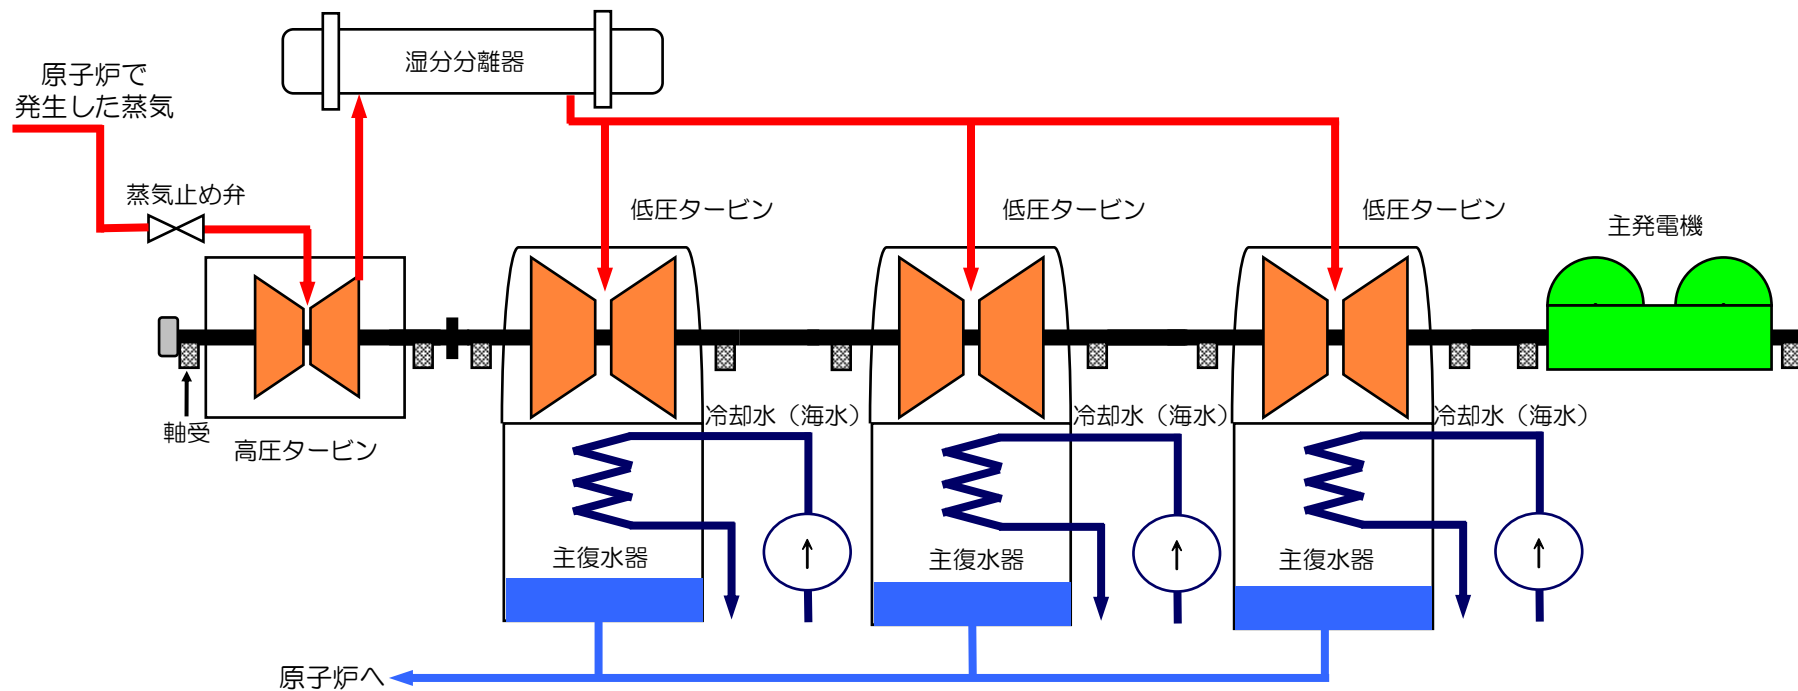 湿分分離器
原子炉で
発生した蒸気
蒸気止め弁
低圧タービン
低圧タービン
低圧タービン
主発電機
軸受
高圧タービン
冷却水（海水）
冷却水（海水）
冷却水（海水）
主復水器
主復水器
主復水器
原子炉へ